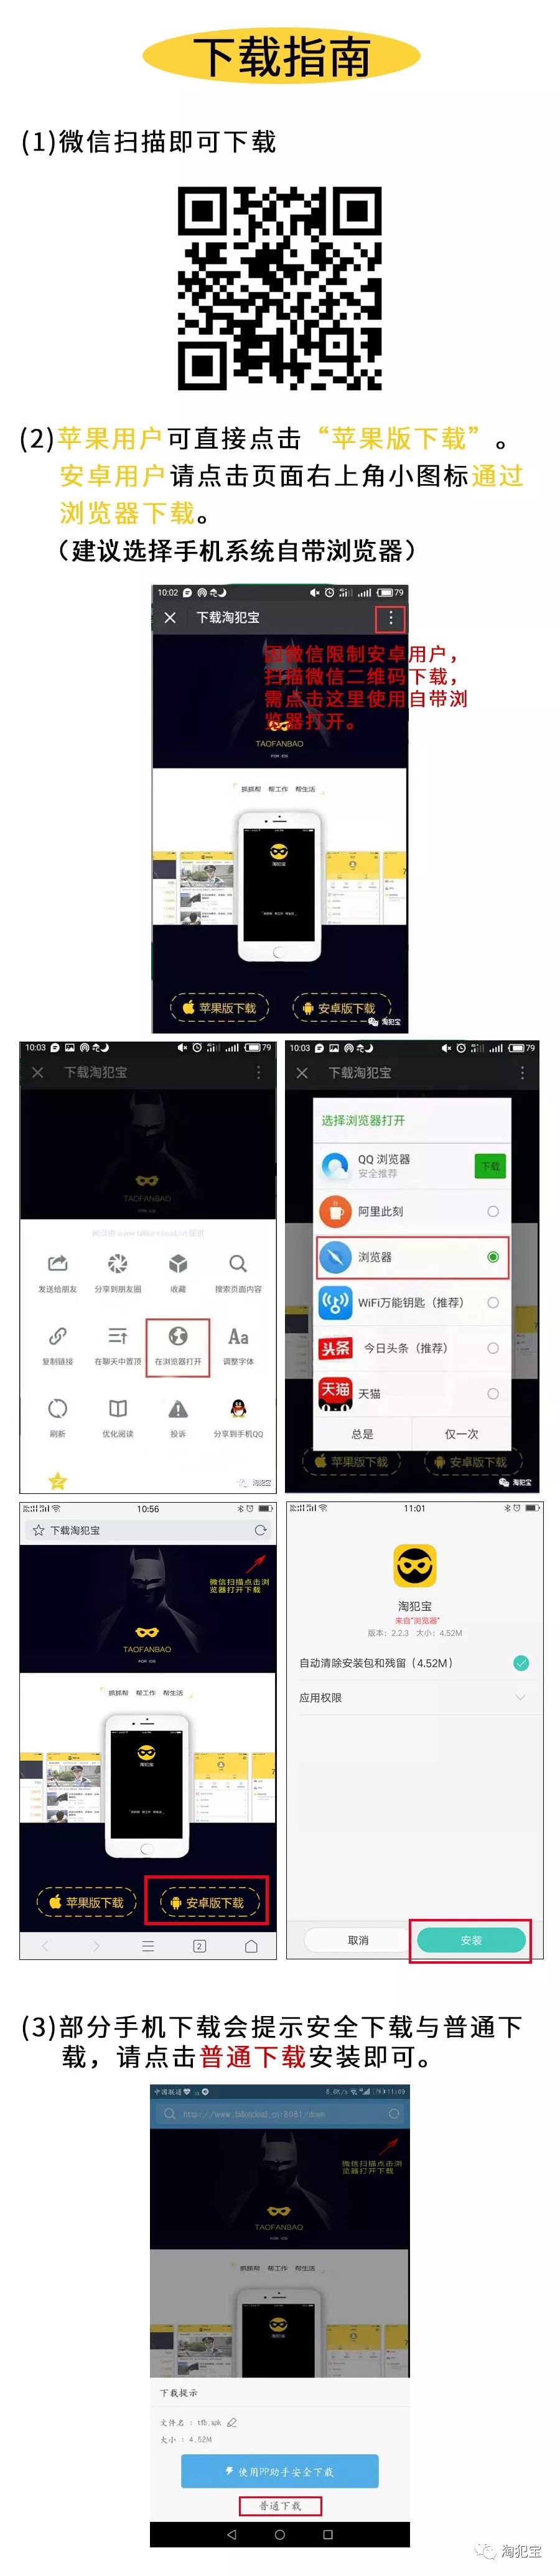 下载指南
(1)微信扫描即可下载
(2)苹果用户可直接点击“苹果版下载”。
安卓用户请点击页面右上角小图标通过
浏览器下载。
（建议选择手机系统自带浏览器）
10:02
79
下载淘犯宝
因微信限制安卓用户，
扫描微信二维码下载，
需点击这里使用自带浏
览器打开。
TAOFANBAO
FOR IOS
抓抓帮 帮工作 帮生活
淘犯宝
苹果版下载
安卓版下载
淘犯宝
10:03
79
下载淘犯宝
TAOFANBAO
发送给朋友
分享到朋友圈
收藏
搜索页面内容
复制链接
在聊天中置顶
在浏览器打开
Aa
调整字体
刷新
优化阅读
投诉
分享到手机QQ
淘犯宝
10:03
79
下载淘犯宝
选择浏览器打开
QQ 浏览器
安全推荐
下载
阿里此刻
浏览器
WiFi万能钥匙（推荐）
头条
今日头条（推荐）
天猫
天猫
总是
仅一次
苹果版下载
安卓版下载
淘犯宝
10:56
下载淘犯宝
微信扫描点击浏
览器打开下载
TAOFANBAO
FOR IOS
抓抓帮 帮工作 帮生活
淘犯宝
苹果版下载
安卓版下载
2
11:01
淘犯宝
来自“浏览器”
版本：2.2.3 大小：4.52M
自动清除安装包和残留（4.52M）
应用权限
取消
安装
(3)部分手机下载会提示安全下载与普通下
载，请点击普通下载安装即可。
中国联通
11:09
微信扫描点击浏
览器打开下载
TAOFANBAO
FOR IOS
抓抓帮 帮工作 帮生活
淘犯宝
下载提示
文件名 : tfb.apk
大小 : 4.52M
使用PP助手安全下载
普通下载
淘犯宝